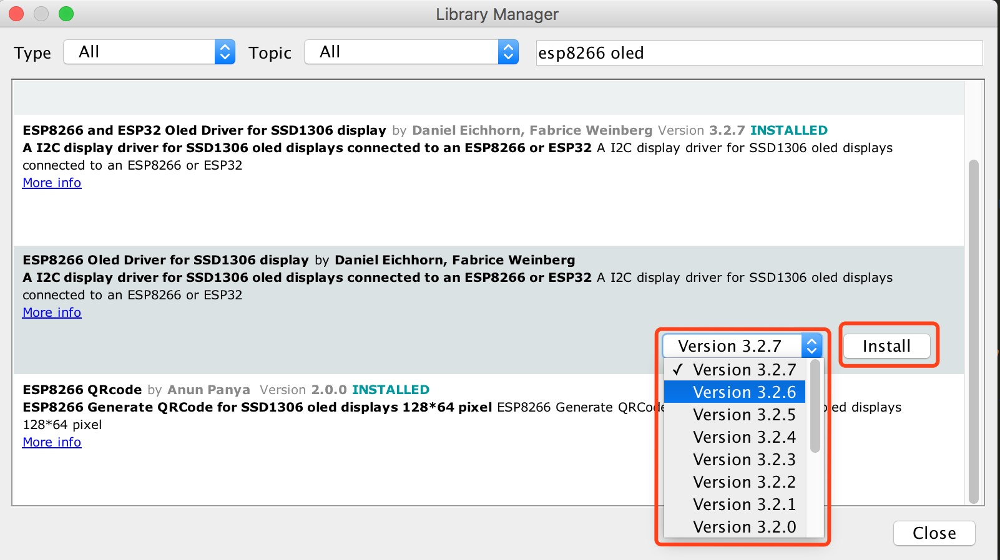 Library Manager
Type All Topic All esp8266 oled
ESP8266 and ESP32 Oled Driver for SSD1306 display by Daniel Eichhorn, Fabrice Weinberg Version 3.2.7 INSTALLED
A I2C display driver for SSD1306 oled displays connected to an ESP8266 or ESP32 A I2C display driver for SSD1306 oled displays
connected to an ESP8266 or ESP32
More info
ESP8266 Oled Driver for SSD1306 display by Daniel Eichhorn, Fabrice Weinberg
A I2C display driver for SSD1306 oled displays connected to an ESP8266 or ESP32 A I2C display driver for SSD1306 oled displays
connected to an ESP8266 or ESP32
More info
Version 3.2.7 Install
✓ Version 3.2.7
Version 3.2.6
Version 3.2.5
Version 3.2.4
Version 3.2.3
Version 3.2.2
Version 3.2.1
Version 3.2.0
ESP8266 QRcode by Anun Panya Version 2.0.0 INSTALLED
ESP8266 Generate QRCode for SSD1306 oled displays 128*64 pixel ESP8266 Generate QRCode displays
128*64 pixel
More info
Close